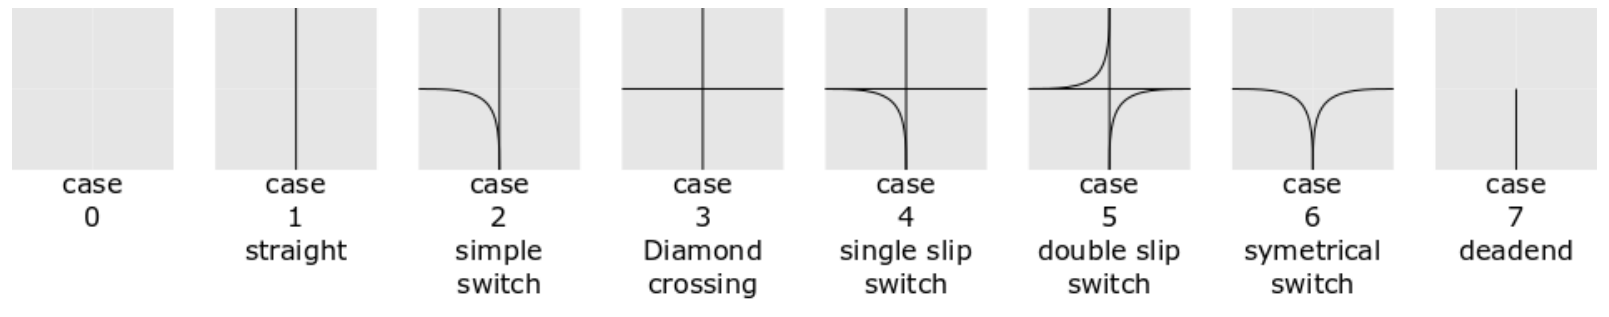 case
0
case
1
straight
case
2
simple
switch
case
3
Diamond
crossing
case
4
single slip
switch
case
5
double slip
switch
case
6
symetrical
switch
case
7
deadend